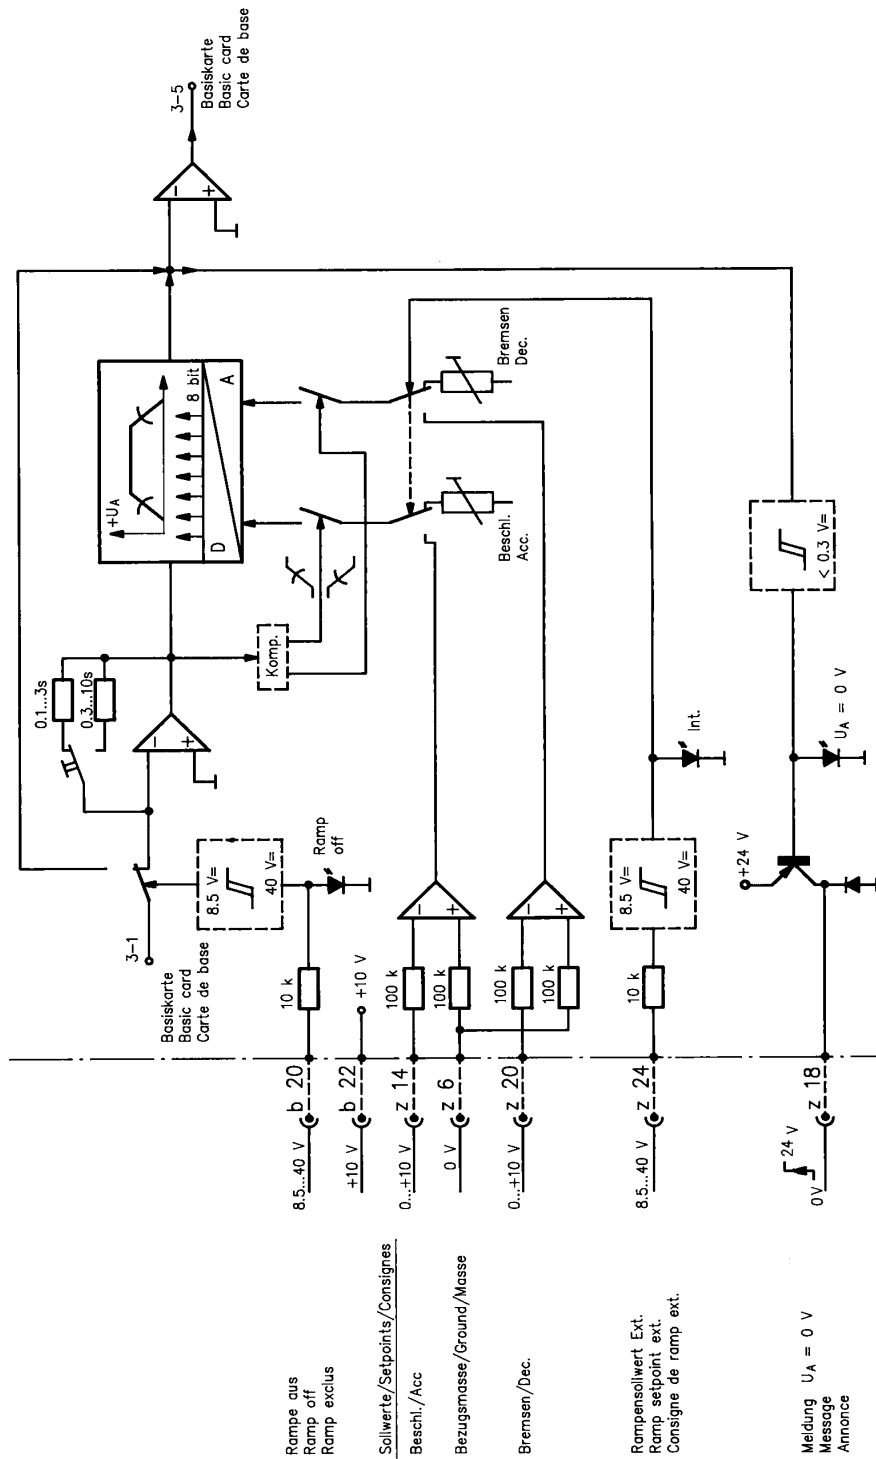 3-5
Basiskarte
Basic card
Carte de base
−
+
+UA
8 bit
D
A
0.1...3s
0.3...10s
−
+
Komp.
Beschl.
Acc.
Bremsen
Dec.
3-1
Basiskarte
Basic card
Carte de base
8.5 V=
40 V=
Ramp
off
10 k
+10 V
100 k
100 k
−
+
100 k
100 k
−
+
10 k
8.5 V=
40 V=
Int.
< 0.3 V=
UA = 0 V
+24 V
b 20
b 22
z 14
z 6
z 20
z 24
z 18
8.5...40 V
+10 V
0...+10 V
0 V
0...+10 V
8.5...40 V
0V
24 V
Rampe aus
Ramp off
Ramp exclus
Sollwerte/Setpoints/Consignes
Beschl./Acc
Bezugsmasse/Ground/Masse
Bremsen/Dec.
Rampensollwert Ext.
Ramp setpoint ext.
Consigne de ramp ext.
Meldung UA = 0 V
Message
Annonce